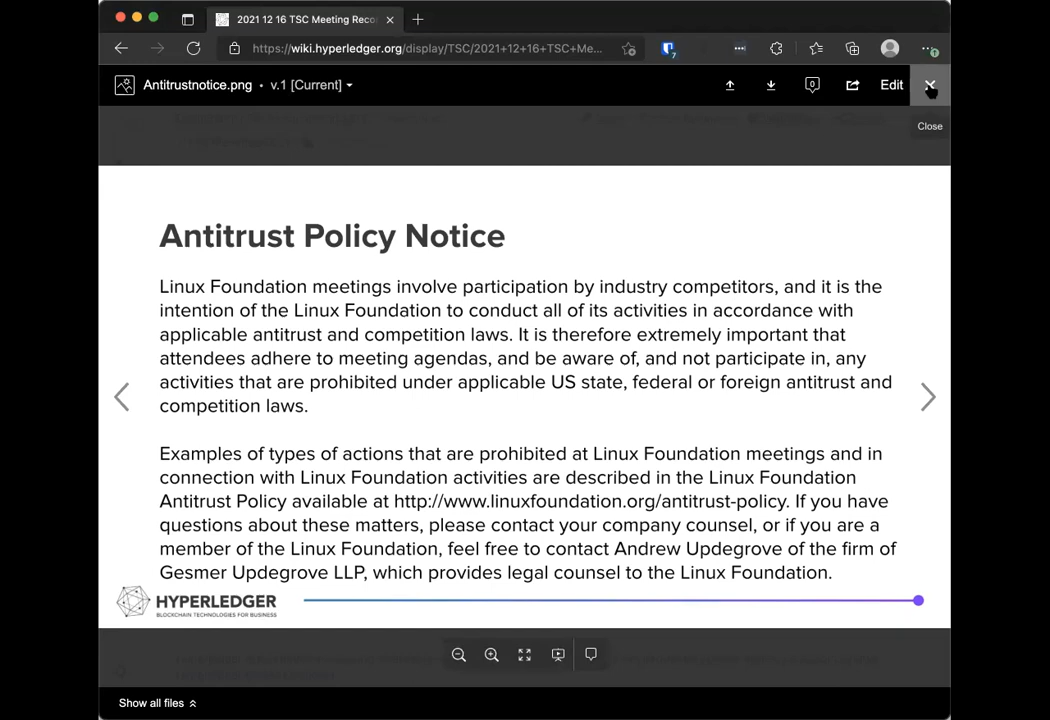 2021 12 16 TSC Meeting Reco
https://wiki.hyperledger.org/display/TSC/2021+12+16+TSC+Me...
7
Antitrustnotice.png • v.1 [Current]
0
Edit
Close
Antitrust Policy Notice
Linux Foundation meetings involve participation by industry competitors, and it is the
intention of the Linux Foundation to conduct all of its activities in accordance with
applicable antitrust and competition laws. It is therefore extremely important that
attendees adhere to meeting agendas, and be aware of, and not participate in, any
activities that are prohibited under applicable US state, federal or foreign antitrust and
competition laws.
Examples of types of actions that are prohibited at Linux Foundation meetings and in
connection with Linux Foundation activities are described in the Linux Foundation
Antitrust Policy available at http://www.linuxfoundation.org/antitrust-policy. If you have
questions about these matters, please contact your company counsel, or if you are a
member of the Linux Foundation, feel free to contact Andrew Updegrove of the firm of
Gesmer Updegrove LLP, which provides legal counsel to the Linux Foundation.
HYPERLEDGER
BLOCKCHAIN TECHNOLOGIES FOR BUSINESS
Show all files